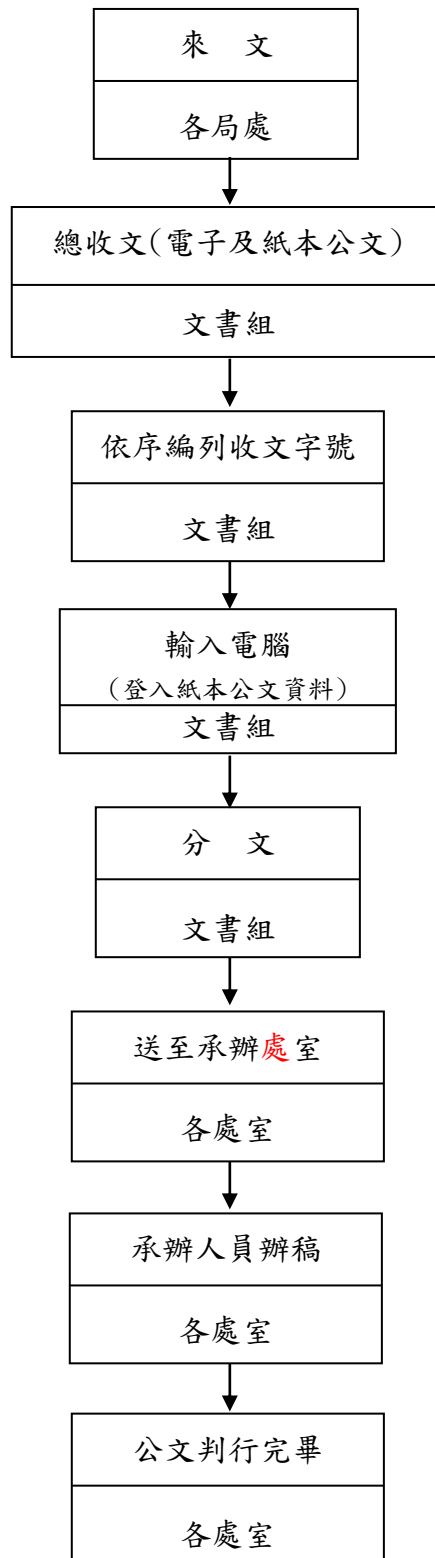 來　文
各局處
總收文(電子及紙本公文)
文書組
依序編列收文字號
文書組
輸入電腦
(登入紙本公文資料)
文書組
分　文
文書組
送至承辦處室
各處室
承辦人員辦稿
各處室
公文判行完畢
各處室